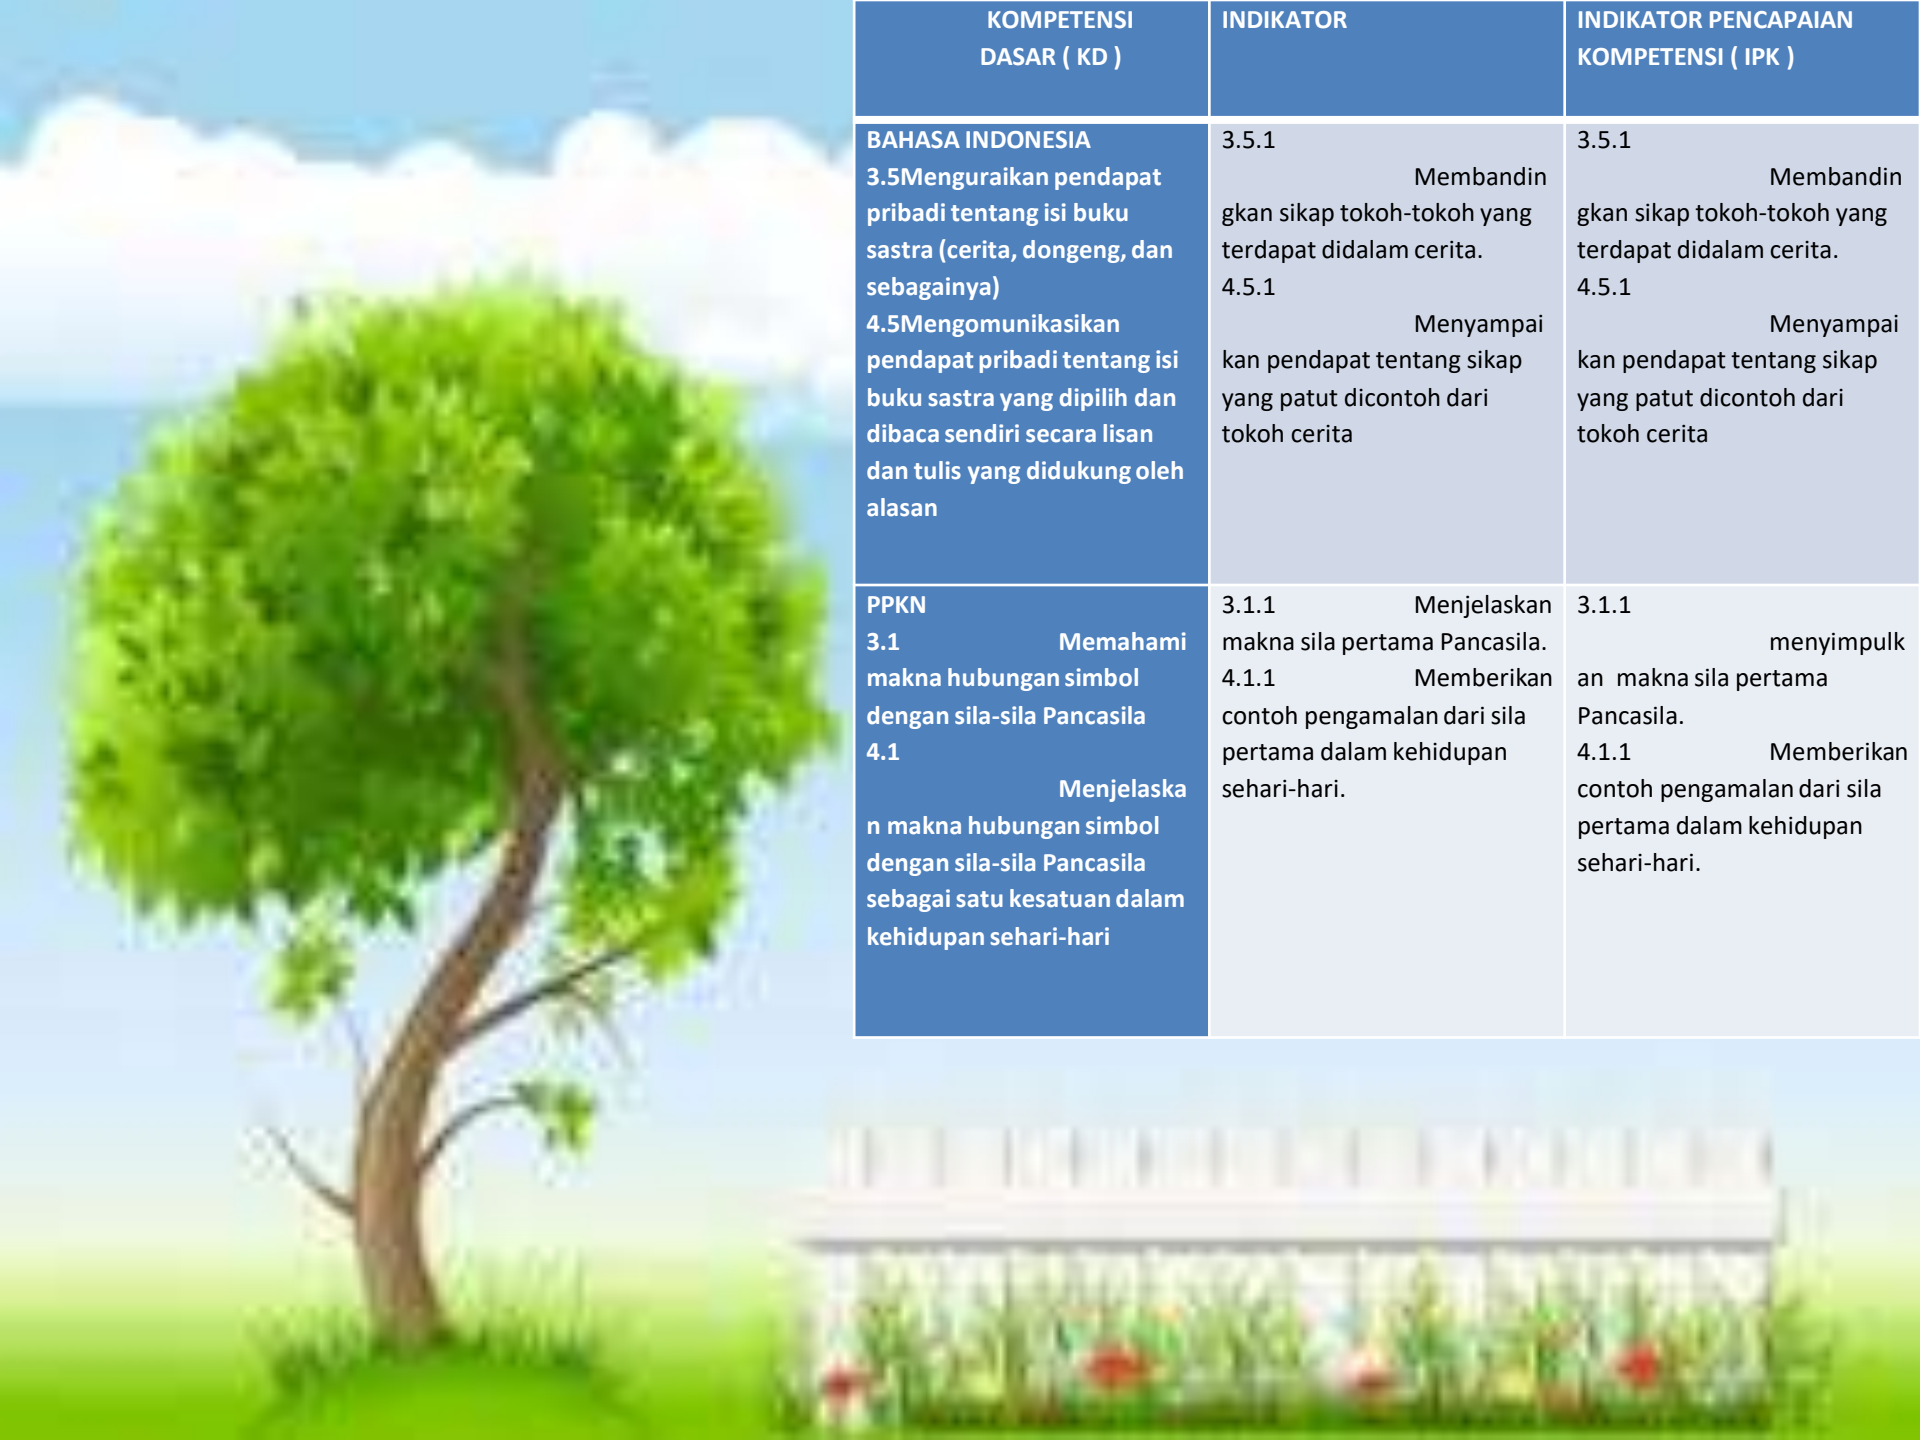 KOMPETENSI
DASAR ( KD )
INDIKATOR
INDIKATOR PENCAPAIAN
KOMPETENSI ( IPK )
BAHASA INDONESIA
3.5Menguraikan pendapat
pribadi tentang isi buku
sastra (cerita, dongeng, dan
sebagainya)
4.5Mengomunikasikan
pendapat pribadi tentang isi
buku sastra yang dipilih dan
dibaca sendiri secara lisan
dan tulis yang didukung oleh
alasan
3.5.1
Membandin
gkan sikap tokoh-tokoh yang
terdapat didalam cerita.
4.5.1
Menyampai
kan pendapat tentang sikap
yang patut dicontoh dari
tokoh cerita
3.5.1
Membandin
gkan sikap tokoh-tokoh yang
terdapat didalam cerita.
4.5.1
Menyampai
kan pendapat tentang sikap
yang patut dicontoh dari
tokoh cerita
PPKN
3.1 Memahami
makna hubungan simbol
dengan sila-sila Pancasila
4.1
Menjelaska
n makna hubungan simbol
dengan sila-sila Pancasila
sebagai satu kesatuan dalam
kehidupan sehari-hari
3.1.1 Menjelaskan
makna sila pertama Pancasila.
4.1.1 Memberikan
contoh pengamalan dari sila
pertama dalam kehidupan
sehari-hari.
3.1.1
menyimpulk
an makna sila pertama
Pancasila.
4.1.1 Memberikan
contoh pengamalan dari sila
pertama dalam kehidupan
sehari-hari.